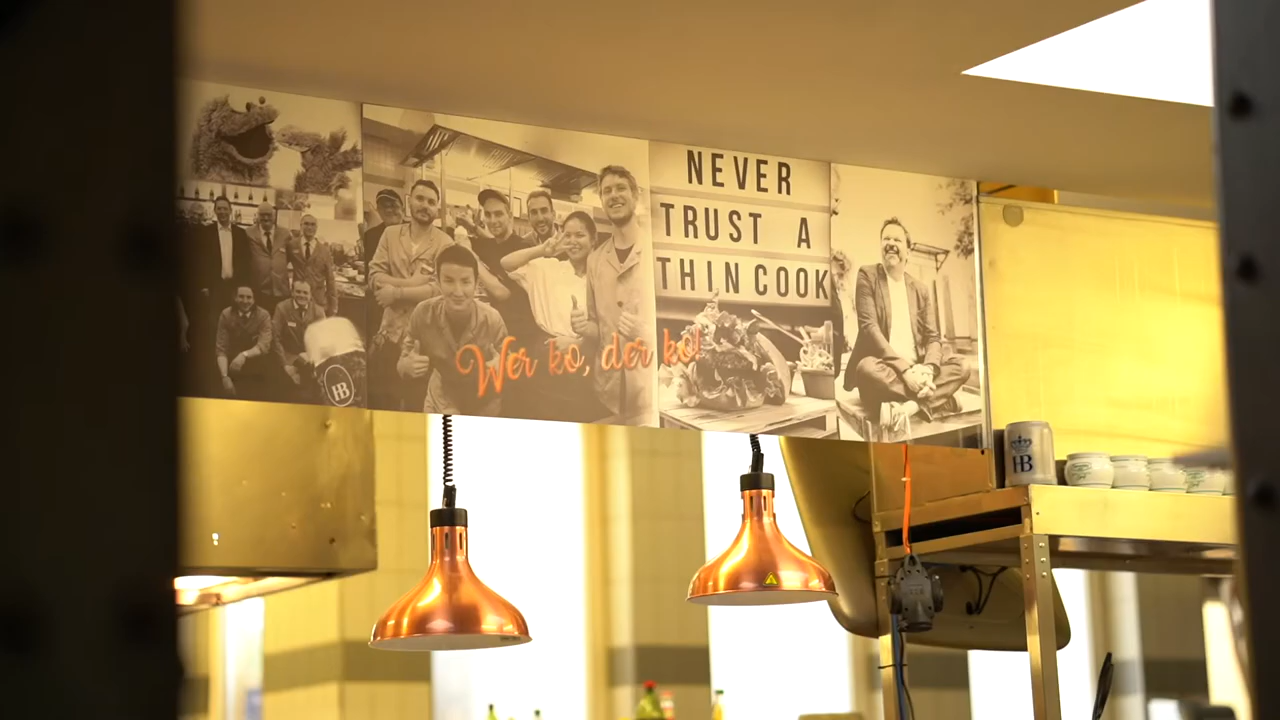 NEVER
TRUST A
THIN COOK
Wer ko, der ko!
HB
HB